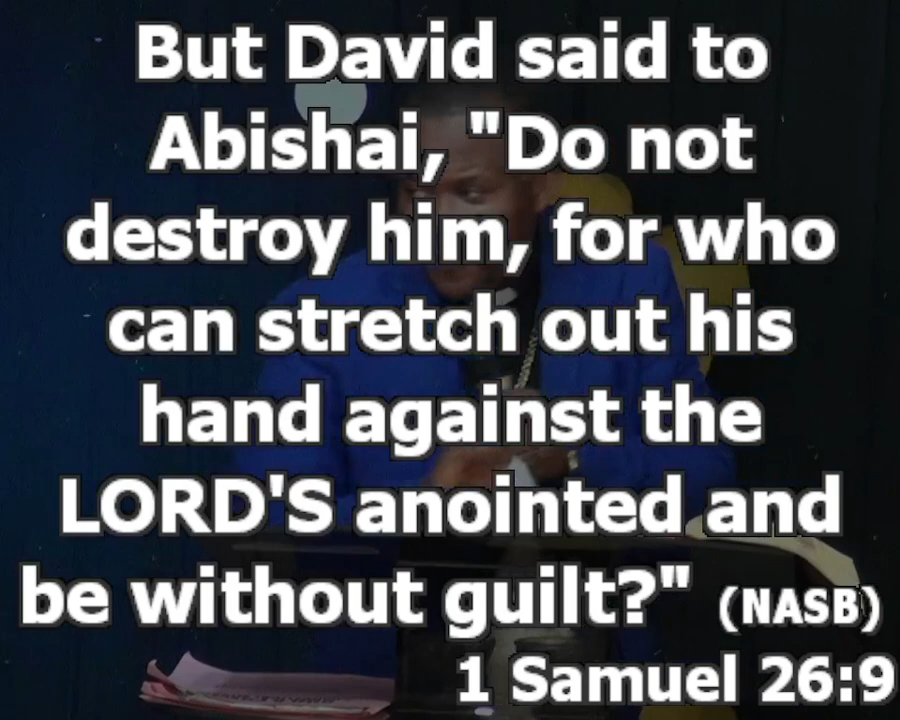 But David said to
Abishai, "Do not
destroy him, for who
can stretch out his
hand against the
LORD'S anointed and
be without guilt?" (NASB)
1 Samuel 26:9